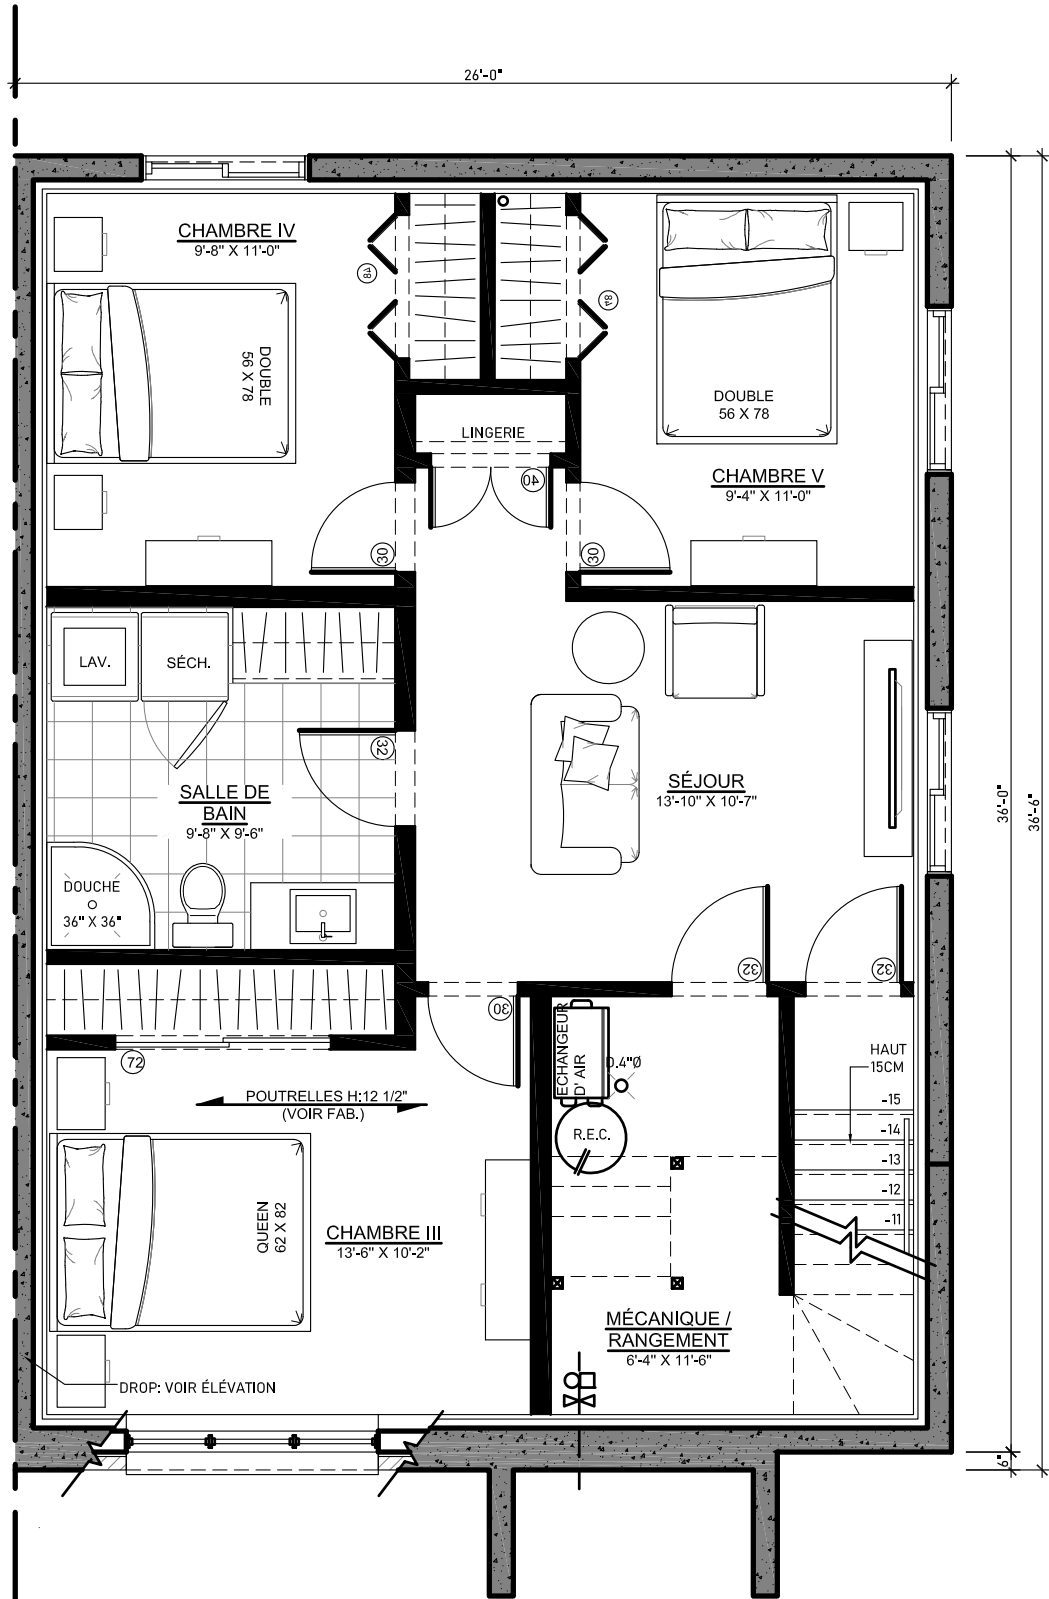 26'-0"
CHAMBRE IV
9'-8" X 11'-0"
48
48
DOUBLE
56 X 78
DOUBLE
56 X 78
LINGERIE
CHAMBRE V
9'-4" X 11'-0"
40
30
30
LAV.
SÉCH.
32
SALLE DE
BAIN
9'-8" X 9'-6"
SÉJOUR
13'-10" X 10'-7"
36'-0"
36'-6"
DOUCHE
36" X 36"
32
32
30
72
ECHANGEUR
D' AIR
D.4"Ø
HAUT
15CM
POUTRELLES H:12 1/2"
(VOIR FAB.)
R.E.C.
-15
-14
-13
-12
-11
QUEEN
62 X 82
CHAMBRE III
13'-6" X 10'-2"
MÉCANIQUE /
RANGEMENT
6'-4" X 11'-6"
DROP: VOIR ÉLÉVATION
6"